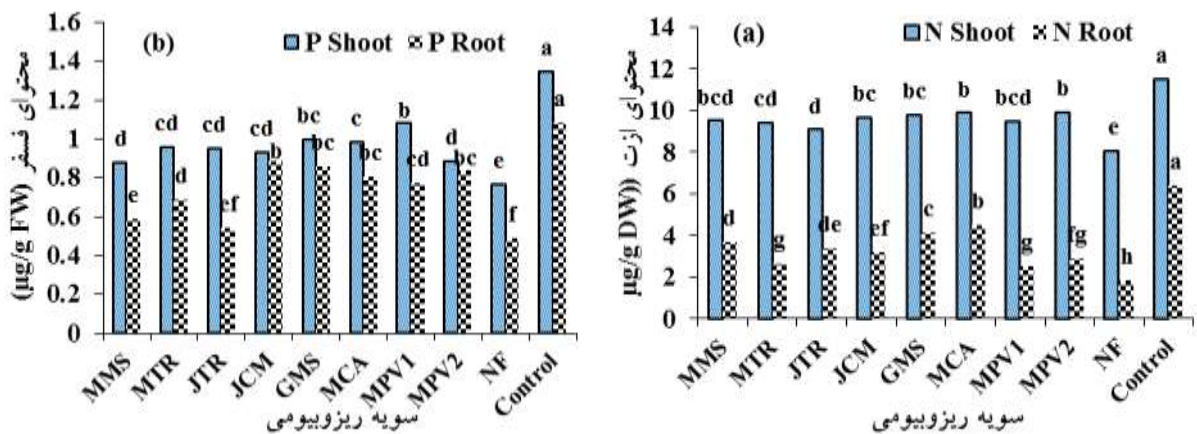 (b)
P Shoot P Root
محتوای فسفر (µg/g FW)
1.6
1.4
1.2
1
0.8
0.6
0.4
0.2
0
d cd cd cd bc c b d e a
e d ef b bc bc cd bc f a
MMS MTR JTR JCM GMS MCA MPV1 MPV2 NF Control
سویه ریزوبیومی
(a)
N Shoot N Root
محتوای ازت (µg/g DW))
14
12
10
8
6
4
2
0
bcd cd d bc bc b bcd b e a
d g de ef c b g fg h a
MMS MTR JTR JCM GMS MCA MPV1 MPV2 NF Control
سویه ریزوبیومی